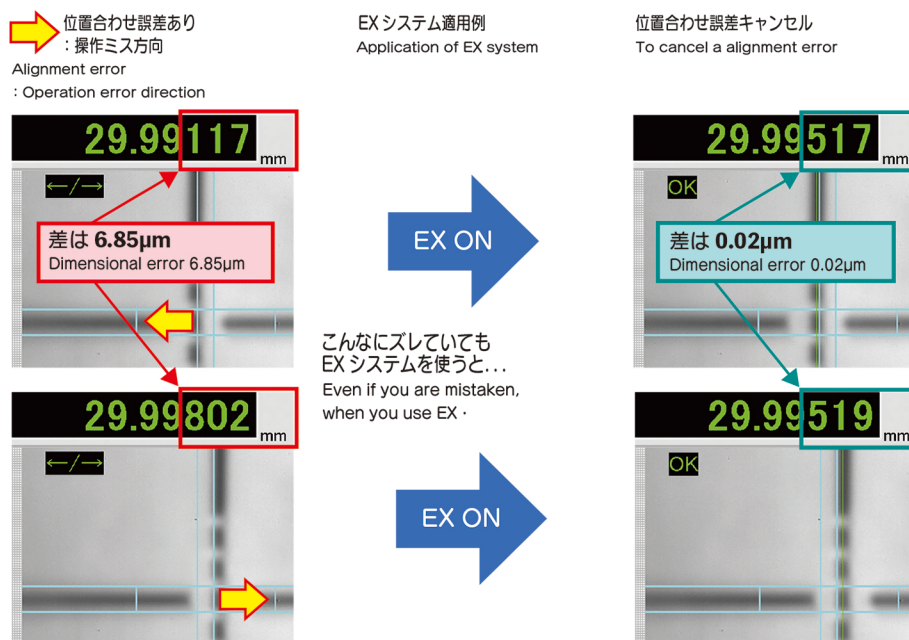 位置合わせ誤差あり
：操作ミス方向
Alignment error
: Operation error direction
EX システム適用例
Application of EX system
位置合わせ誤差キャンセル
To cancel a alignment error
29.99117 mm
←/→
差は 6.85μm
Dimensional error 6.85μm
EX ON
29.99517 mm
OK
差は 0.02μm
Dimensional error 0.02μm
こんなにズレていても
EX システムを使うと...
Even if you are mistaken,
when you use EX ·
29.99802 mm
←/→
EX ON
29.99519 mm
OK